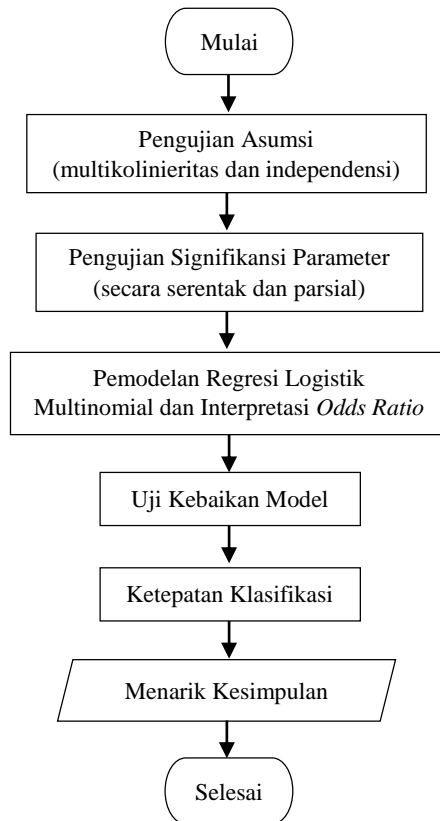 Mulai
Pengujian Asumsi
(multikolinieritas dan independensi)
Pengujian Signifikansi Parameter
(secara serentak dan parsial)
Pemodelan Regresi Logistik
Multinomial dan Interpretasi Odds Ratio
Uji Kebaikan Model
Ketepatan Klasifikasi
Menarik Kesimpulan
Selesai